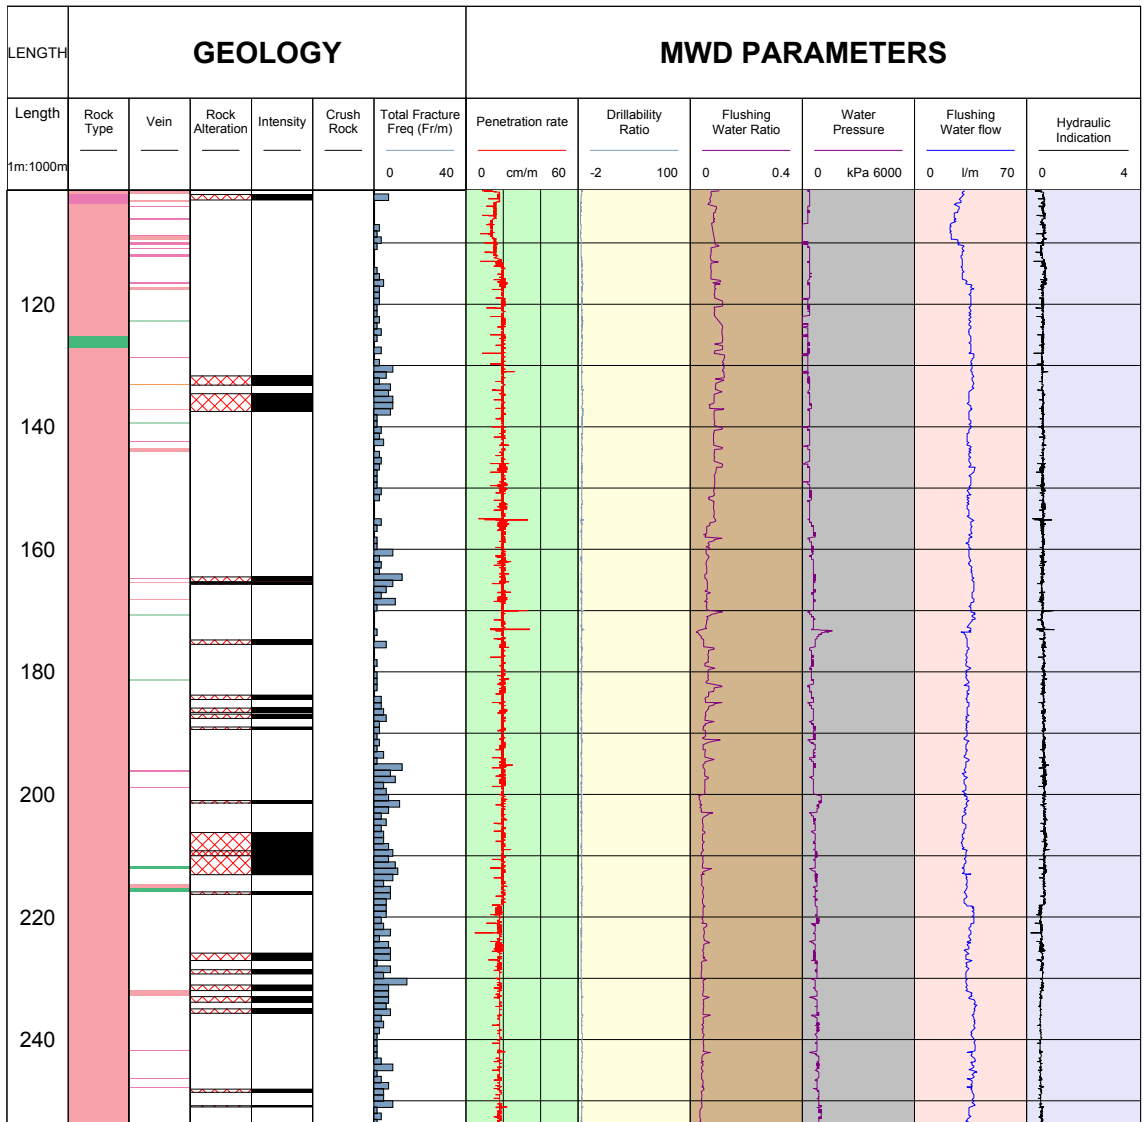 LENGTH
GEOLOGY
MWD PARAMETERS
Length
1m:1000m
Rock
Type
Vein
Rock
Alteration
Intensity
Crush
Rock
Total Fracture
Freq (Fr/m)
0 40
Penetration rate
0 cm/m 60
Drillability
Ratio
-2 100
Flushing
Water Ratio
0 0.4
Water
Pressure
0 kPa 6000
Flushing
Water flow
0 l/m 70
Hydraulic
Indication
0 4
120
140
160
180
200
220
240